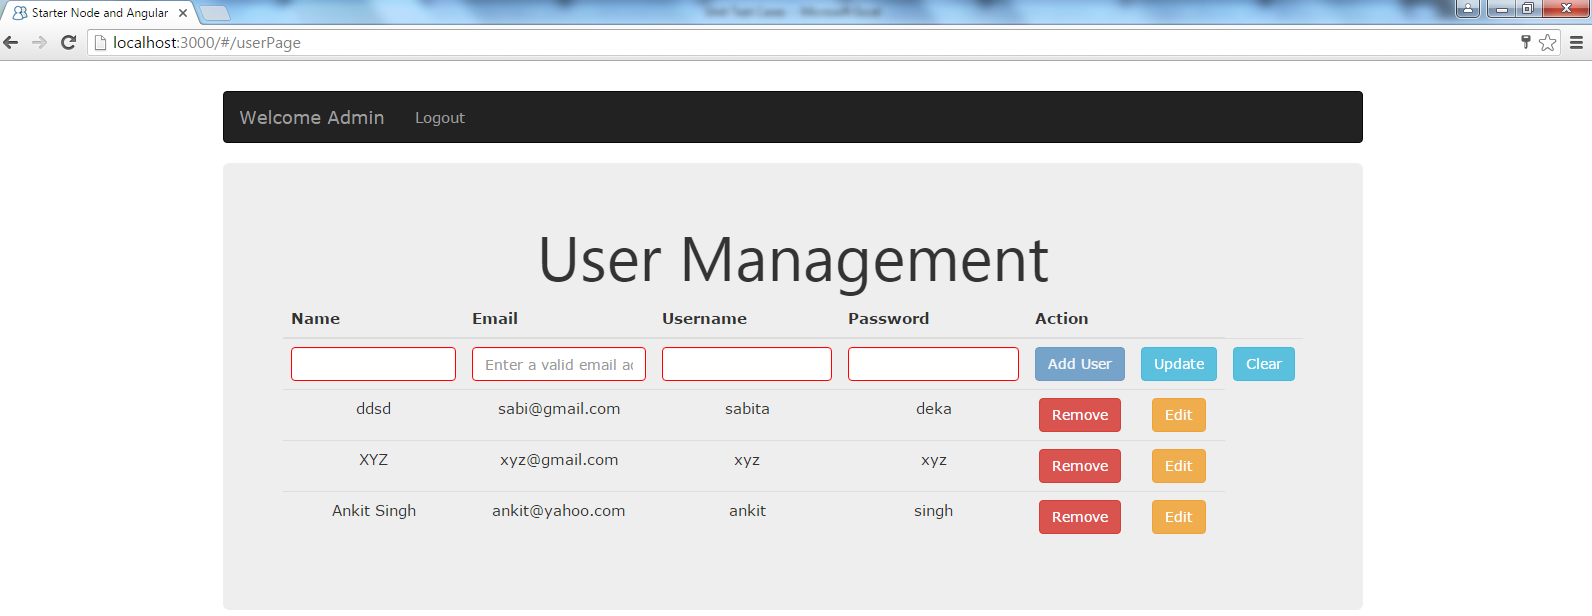 Starter Node and Angular
localhost:3000/#/userPage
Welcome Admin Logout
User Management
Name Email Username Password Action
Enter a valid email ad Add User Update Clear
ddsd sabi@gmail.com sabita deka Remove Edit
XYZ xyz@gmail.com xyz xyz Remove Edit
Ankit Singh ankit@yahoo.com ankit singh Remove Edit